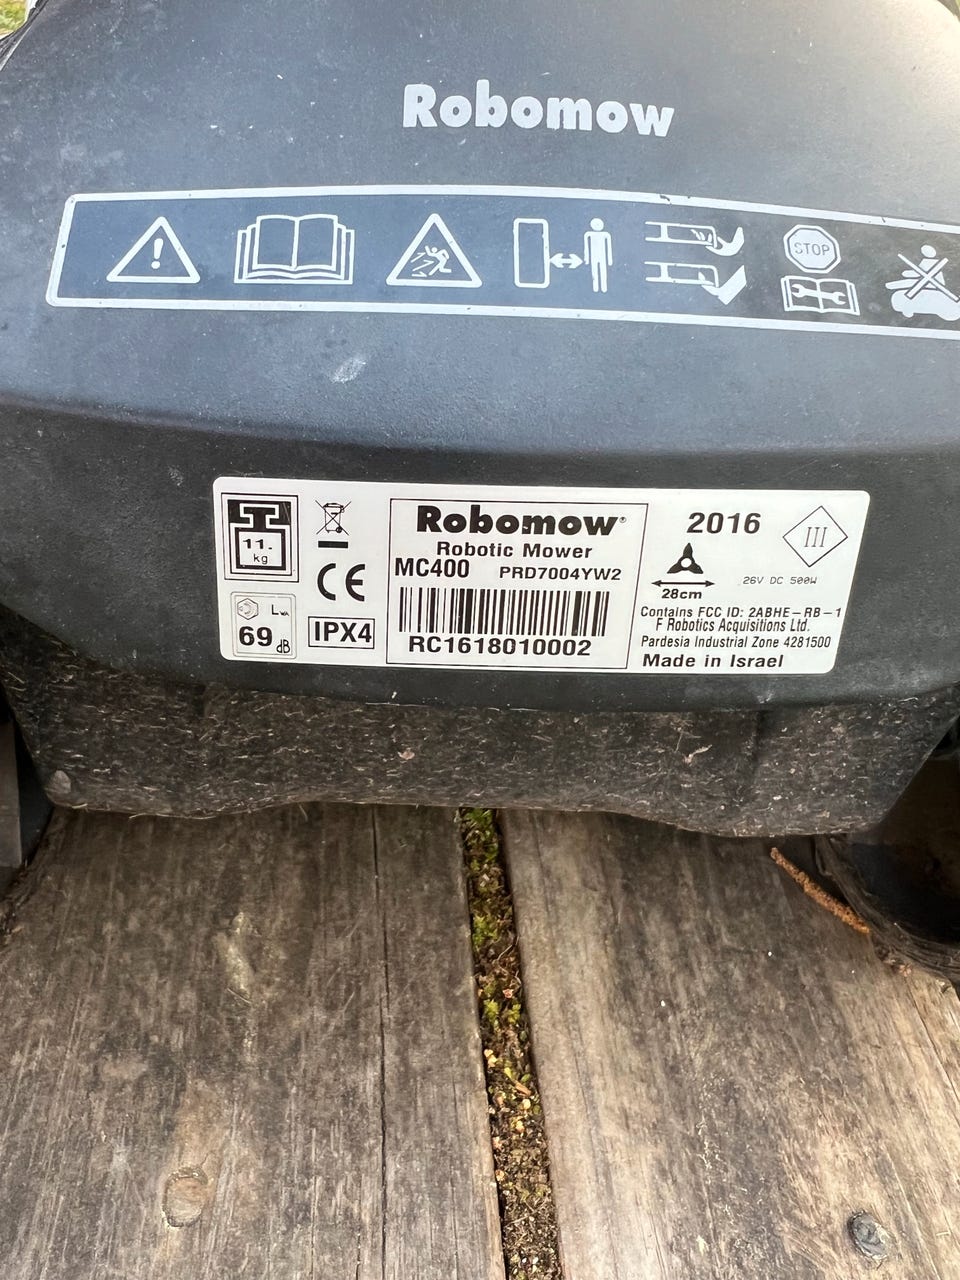 Robomow
!
STOP
11.
kg
LWA
69 dB
CE
IPX4
Robomow®
Robotic Mower
MC400 PRD7004YW2
RC1618010002
2016
III
28cm
26V DC 500W
Contains FCC ID: 2ABHE-RB-1
F Robotics Acquisitions Ltd.
Pardesia Industrial Zone 4281500
Made in Israel